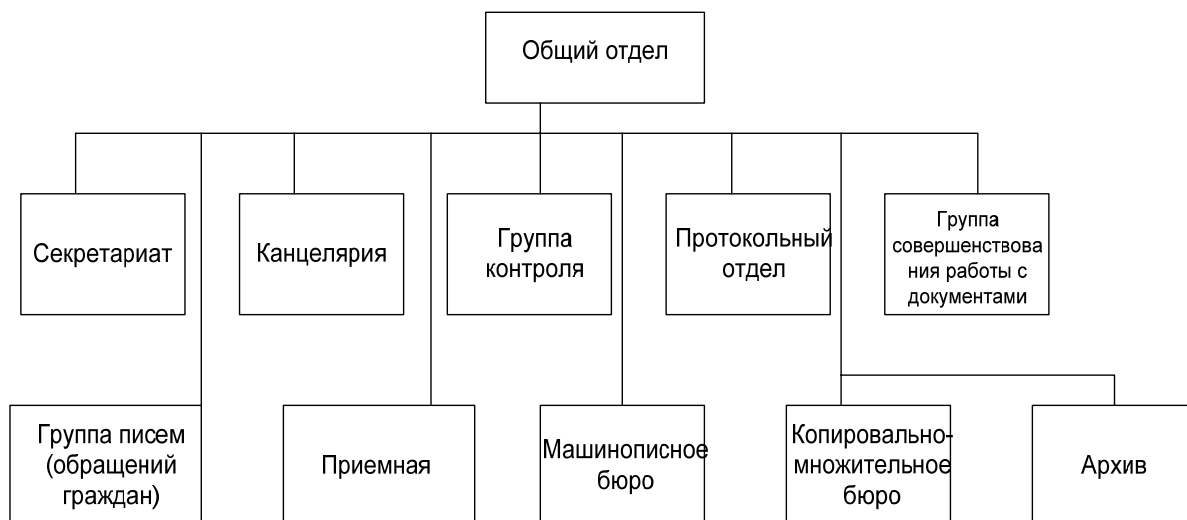 Общий отдел
Секретариат
Канцелярия
Группа
контроля
Протокольный
отдел
Группа
совершенствова
ния работы с
документами
Группа писем
(обращений
граждан)
Приемная
Машинописное
бюро
Копировально-
множительное
бюро
Архив